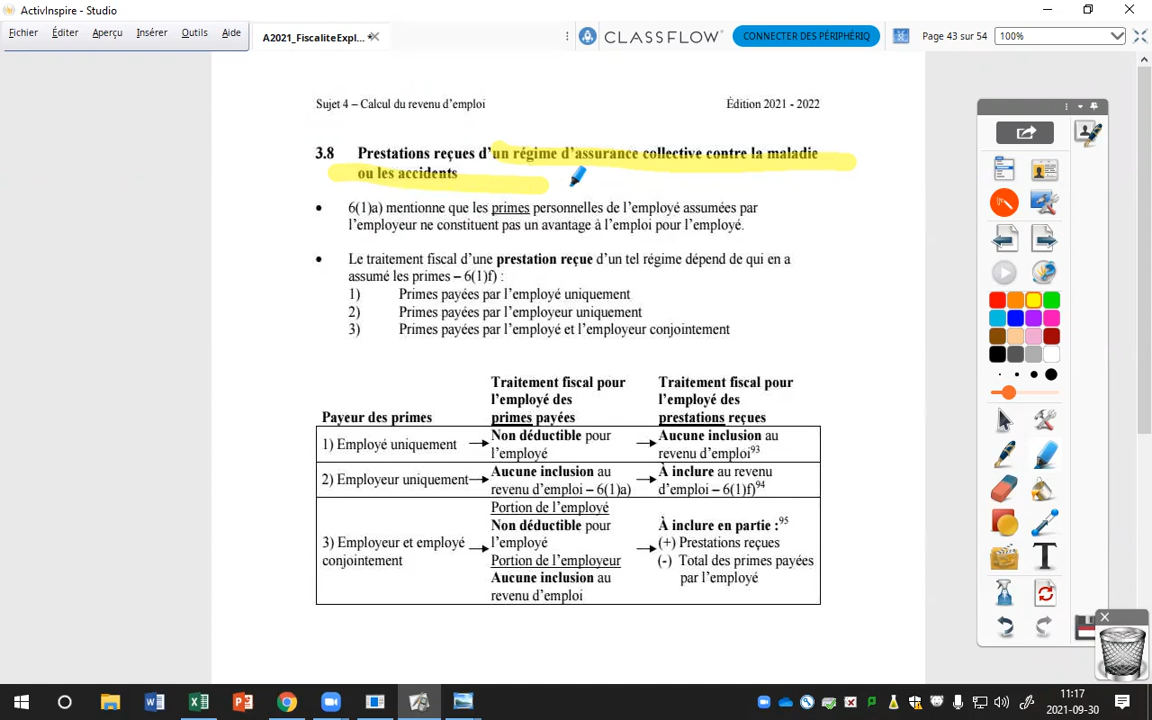 ActivInspire - Studio
Fichier Éditer Aperçu Insérer Outils Aide
A2021_FiscaliteExpl...
CLASSFLOW
CONNECTER DES PÉRIPHÉRIQ
Page 43 sur 54
100%
Sujet 4 – Calcul du revenu d’emploi
Édition 2021 - 2022
3.8 Prestations reçues d’un régime d’assurance collective contre la maladie
ou les accidents
• 6(1)a) mentionne que les primes personnelles de l’employé assumées par
l’employeur ne constituent pas un avantage à l’emploi pour l’employé.
• Le traitement fiscal d’une prestation reçue d’un tel régime dépend de qui en a
assumé les primes – 6(1)f) :
1) Primes payées par l’employé uniquement
2) Primes payées par l’employeur uniquement
3) Primes payées par l’employé et l’employeur conjointement
Payeur des primes
Traitement fiscal pour
l’employé des
primes payées
Traitement fiscal pour
l’employé des
prestations reçues
1) Employé uniquement
Non déductible pour
l’employé
Aucune inclusion au
revenu d’emploi93
2) Employeur uniquement
Aucune inclusion au
revenu d’emploi – 6(1)a)
À inclure au revenu
d’emploi – 6(1)f)94
3) Employeur et employé
conjointement
Portion de l’employé
Non déductible pour
l’employé
Portion de l’employeur
Aucune inclusion au
revenu d’emploi
À inclure en partie :95
(+) Prestations reçues
(-) Total des primes payées
par l’employé
11:17
2021-09-30